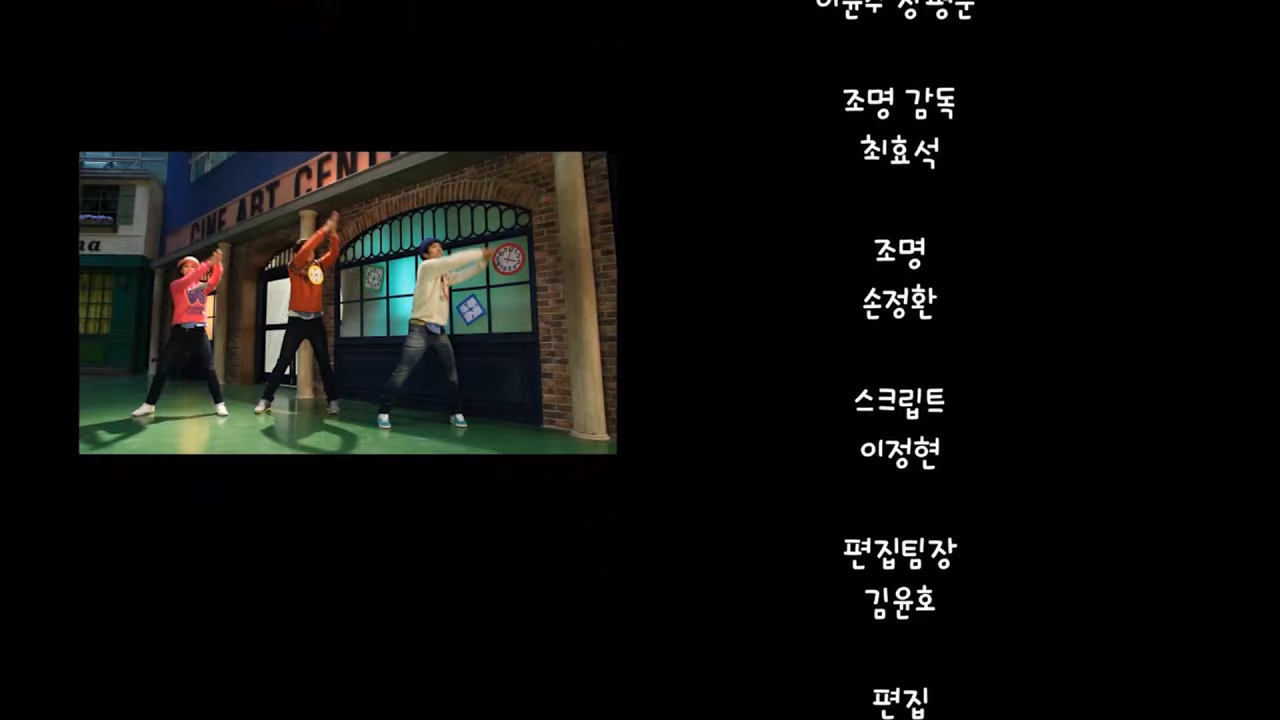 CINE ART CENT
na
조명 감독
최효석
조명
손정환
스크립트
이정현
편집팀장
김윤호
편집